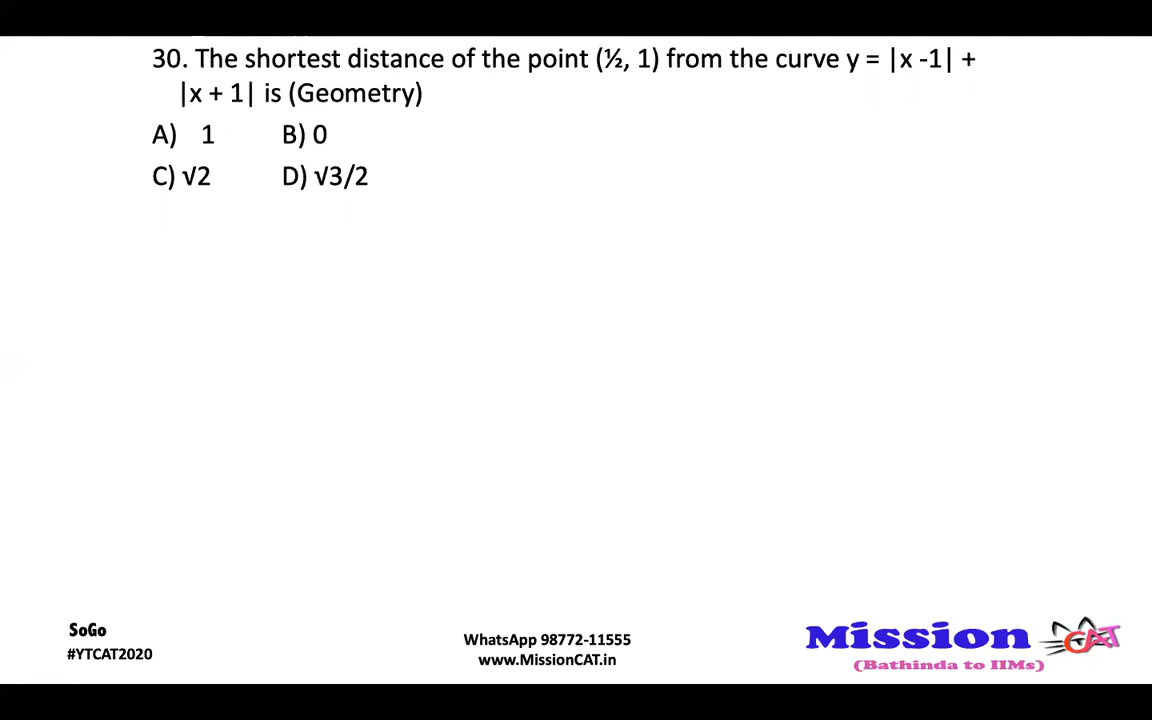 30. The shortest distance of the point (½, 1) from the curve y = |x -1| +
|x + 1| is (Geometry)
A) 1 B) 0
C) √2 D) √3/2
SoGo
#YTCAT2020
WhatsApp 98772-11555
www.MissionCAT.in
Mission CAT
(Bathinda to IIMs)